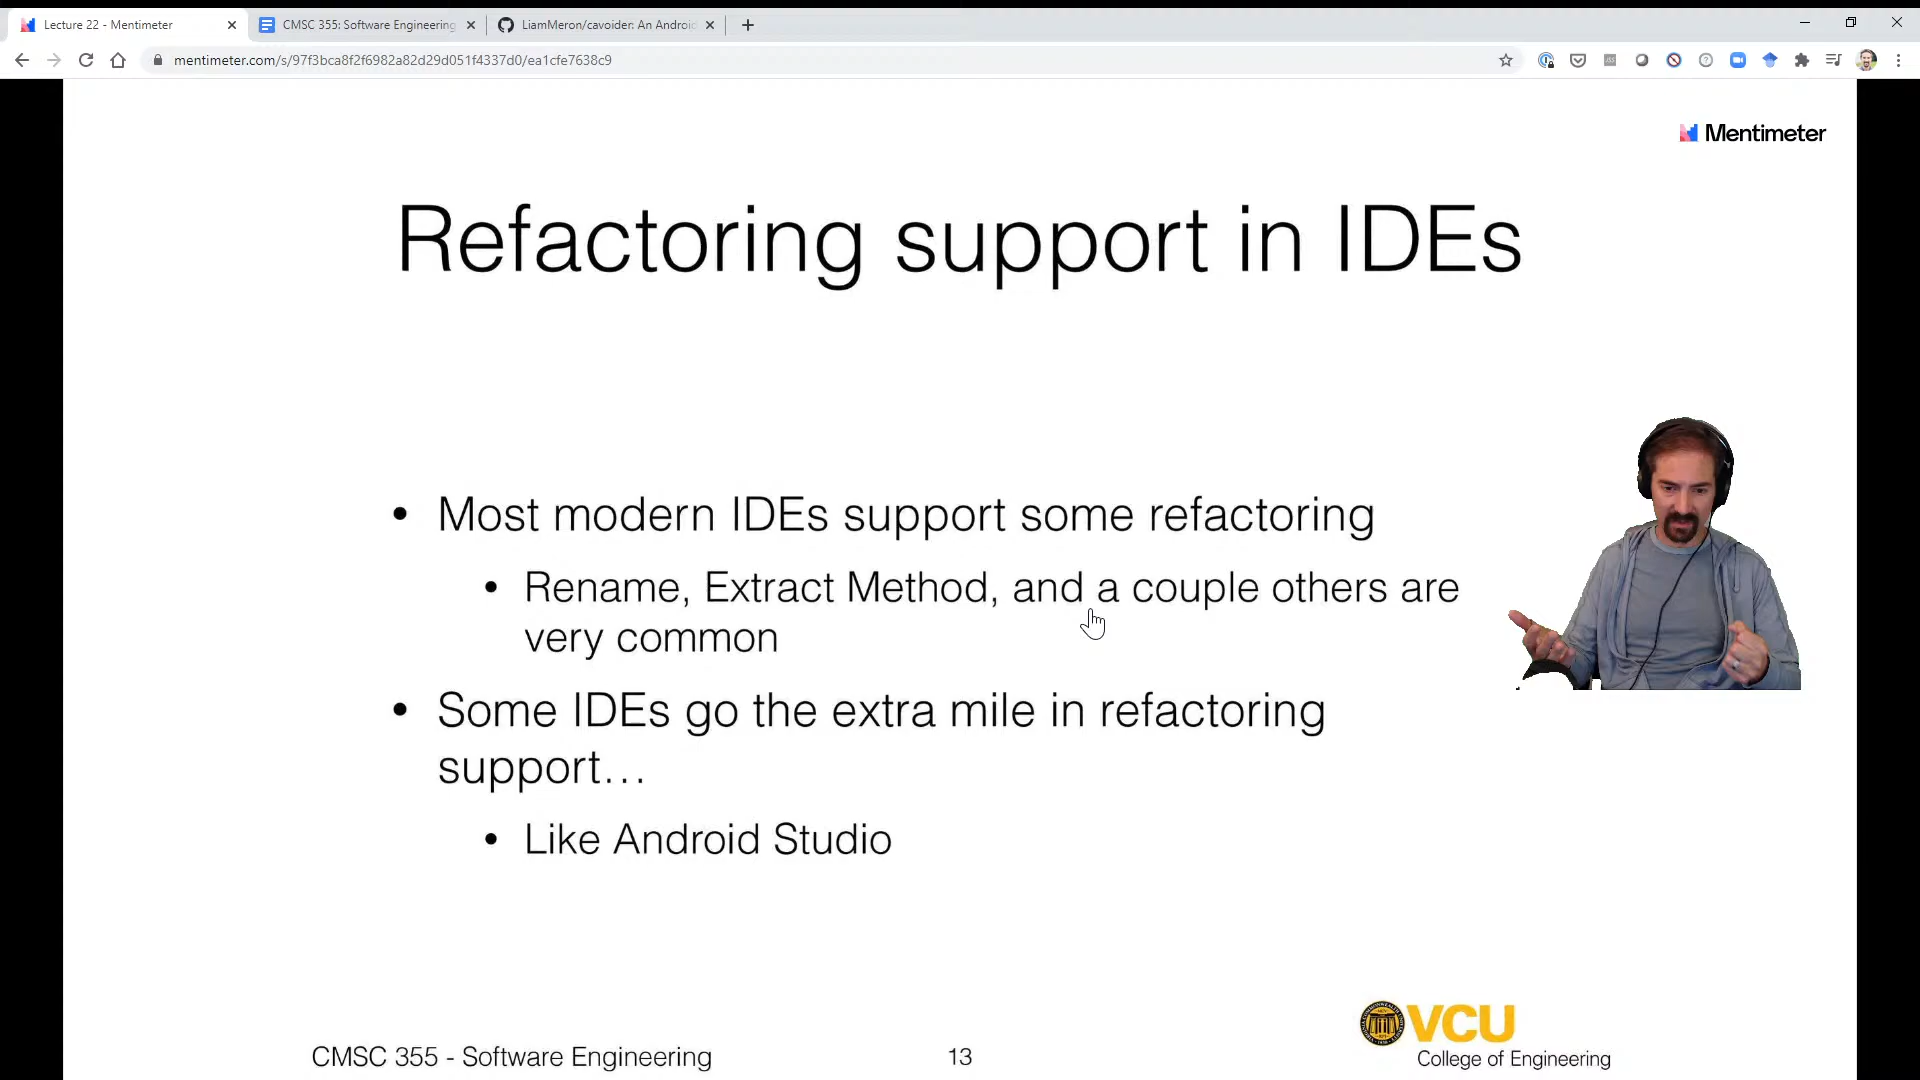 Lecture 22 - Mentimeter
CMSC 355: Software Engineering
LiamMeron/cavoider: An Androi
mentimeter.com/s/97f3bca8f2f6982a82d29d051f4337d0/ea1cfe7638c9
Mentimeter
Refactoring support in IDEs
• Most modern IDEs support some refactoring
• Rename, Extract Method, and a couple others are
very common
• Some IDEs go the extra mile in refactoring
support…
• Like Android Studio
VCU
College of Engineering
CMSC 355 - Software Engineering
13